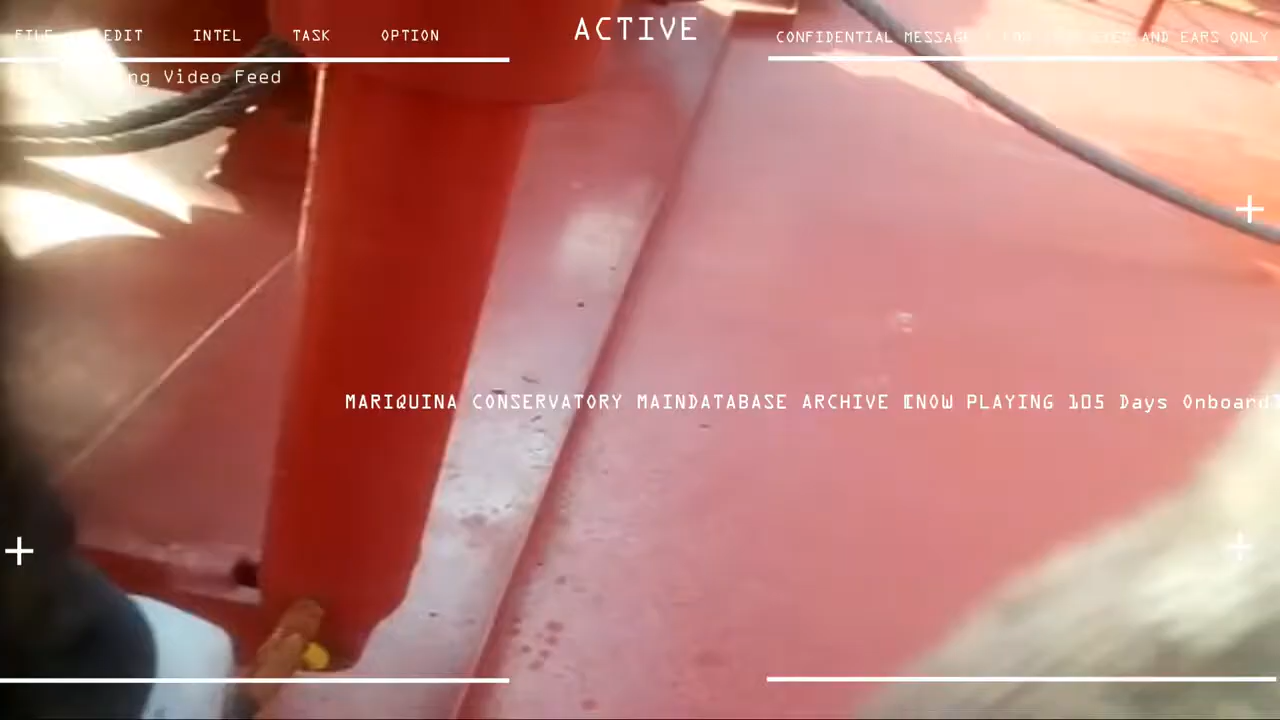 FILE EDIT INTEL TASK OPTION
ACTIVE
CONFIDENTIAL MESSAGE AND EARS ONLY
Video Feed
MARIQUINA CONSERVATORY MAINDATABASE ARCHIVE [NOW PLAYING 105 Days Onboard]